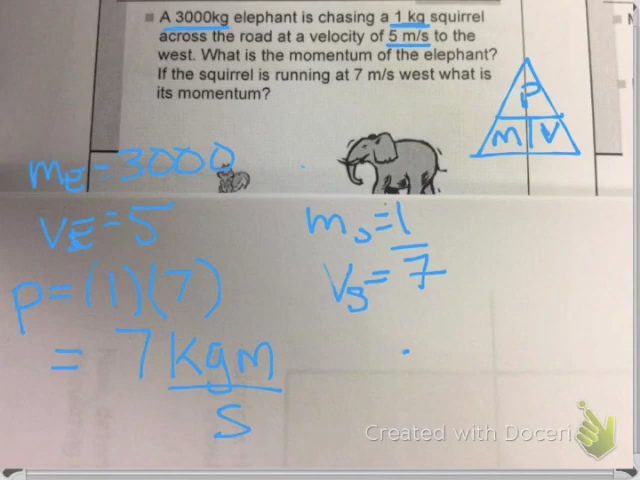 A 3000kg elephant is chasing a 1 kg squirrel
across the road at a velocity of 5 m/s to the
west. What is the momentum of the elephant?
If the squirrel is running at 7 m/s west what is
its momentum?
P
m v
mE = 3000
vE = 5
ms = 1
vs = 7
P = (1)(7)
= 7 kgm
s
Created with Doceri